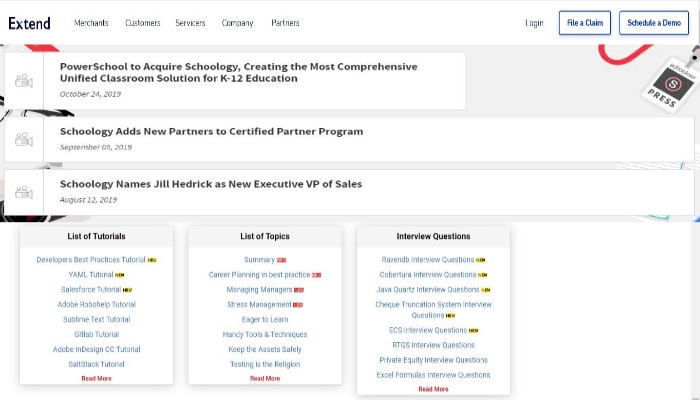 Extend
Merchants Customers Servicers Company Partners Login File a Claim Schedule a Demo
PowerSchool to Acquire Schoology, Creating the Most Comprehensive
Unified Classroom Solution for K-12 Education
October 24, 2019
schoology
S
PRESS
Schoology Adds New Partners to Certified Partner Program
September 05, 2019
Schoology Names Jill Hedrick as New Executive VP of Sales
August 12, 2019
List of Tutorials
Developers Best Practices Tutorial NEW
YAML Tutorial NEW
Salesforce Tutorial NEW
Adobe Robohelp Tutorial
Sublime Text Tutorial
GItlab Tutorial
Adobe InDesign CC Tutorial
SaltStack Tutorial
Read More
List of Topics
Summary
Career Planning in best practice
Managing Managers
Stress Management
Eager to Learn
Handy Tools & Techniques
Keep the Assets Safely
Testing is the Religion
Read More
Interview Questions
Ravendb Interview Questions NEW
Cobertura Interview Questions NEW
Java Quartz Interview Questions NEW
Cheque Truncation System Interview
Questions NEW
ECS Interview Questions NEW
RTGS Interview Questions
Private Equity Interview Questions
Excel Formulas Interview Questions
Read More